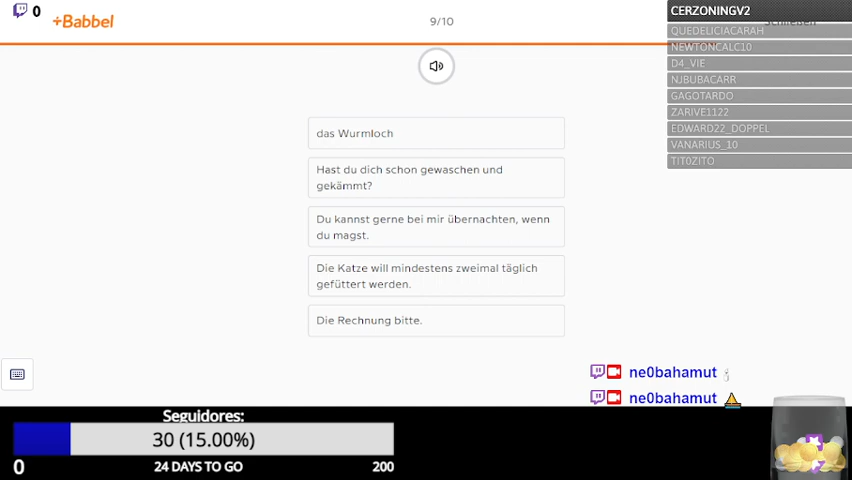 0
+Babbel
9/10
CERZONINGV2
QUEDELICIACARAH
NEWTONCALC10
D4_VIE
NJBUBACARR
GAGOTARDO
ZARIVE1122
EDWARD22_DOPPEL
VANARIUS_10
TIT0ZITO
das Wurmloch
Hast du dich schon gewaschen und
gekämmt?
Du kannst gerne bei mir übernachten, wenn
du magst.
Die Katze will mindestens zweimal täglich
gefüttert werden.
Die Rechnung bitte.
ne0bahamut
ne0bahamut
Seguidores:
30 (15.00%)
0
24 DAYS TO GO
200